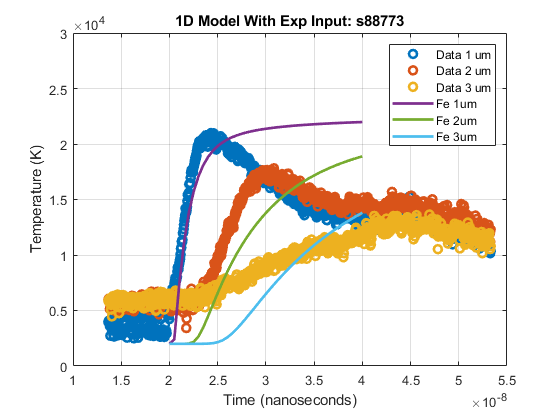 1D Model With Exp Input: s88773
×10^4
3
2.5
2
1.5
1
0.5
0
Temperature (K)
Data 1 um
Data 2 um
Data 3 um
Fe 1um
Fe 2um
Fe 3um
1 1.5 2 2.5 3 3.5 4 4.5 5 5.5
Time (nanoseconds)
×10^-8